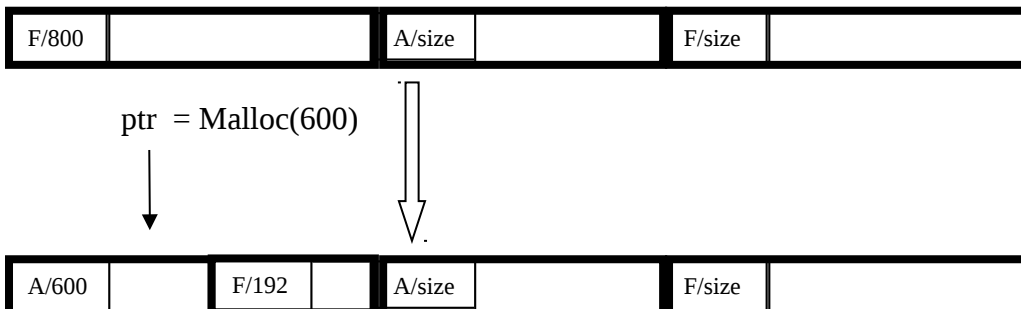 F/800 A/size F/size
ptr = Malloc(600)
A/600 F/192 A/size F/size